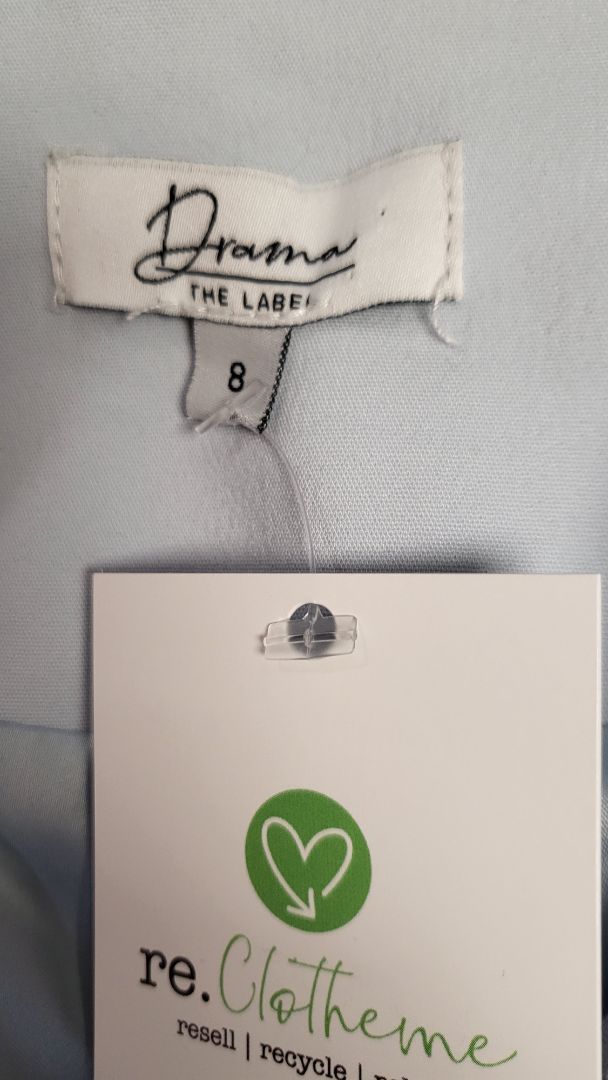 Drama
THE LABEL
8
re.Clotheme
resell | recycle |